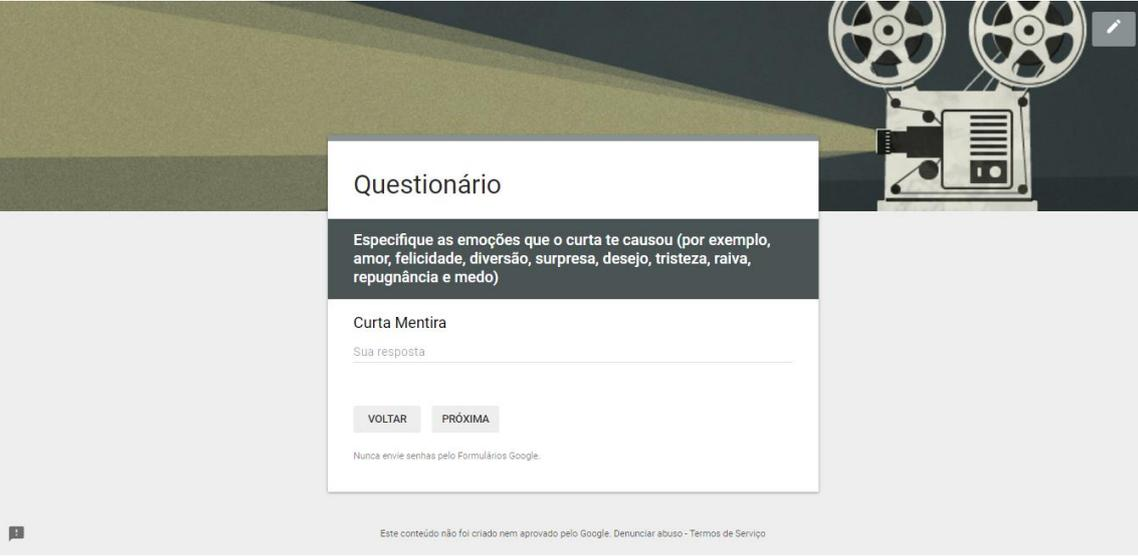 Questionário
Especifique as emoções que o curta te causou (por exemplo,
amor, felicidade, diversão, surpresa, desejo, tristeza, raiva,
repugnância e medo)
Curta Mentira
Sua resposta
VOLTAR PRÓXIMA
Nunca envie senhas pelo Formulários Google.
Este conteúdo não foi criado nem aprovado pelo Google. Denunciar abuso - Termos de Serviço